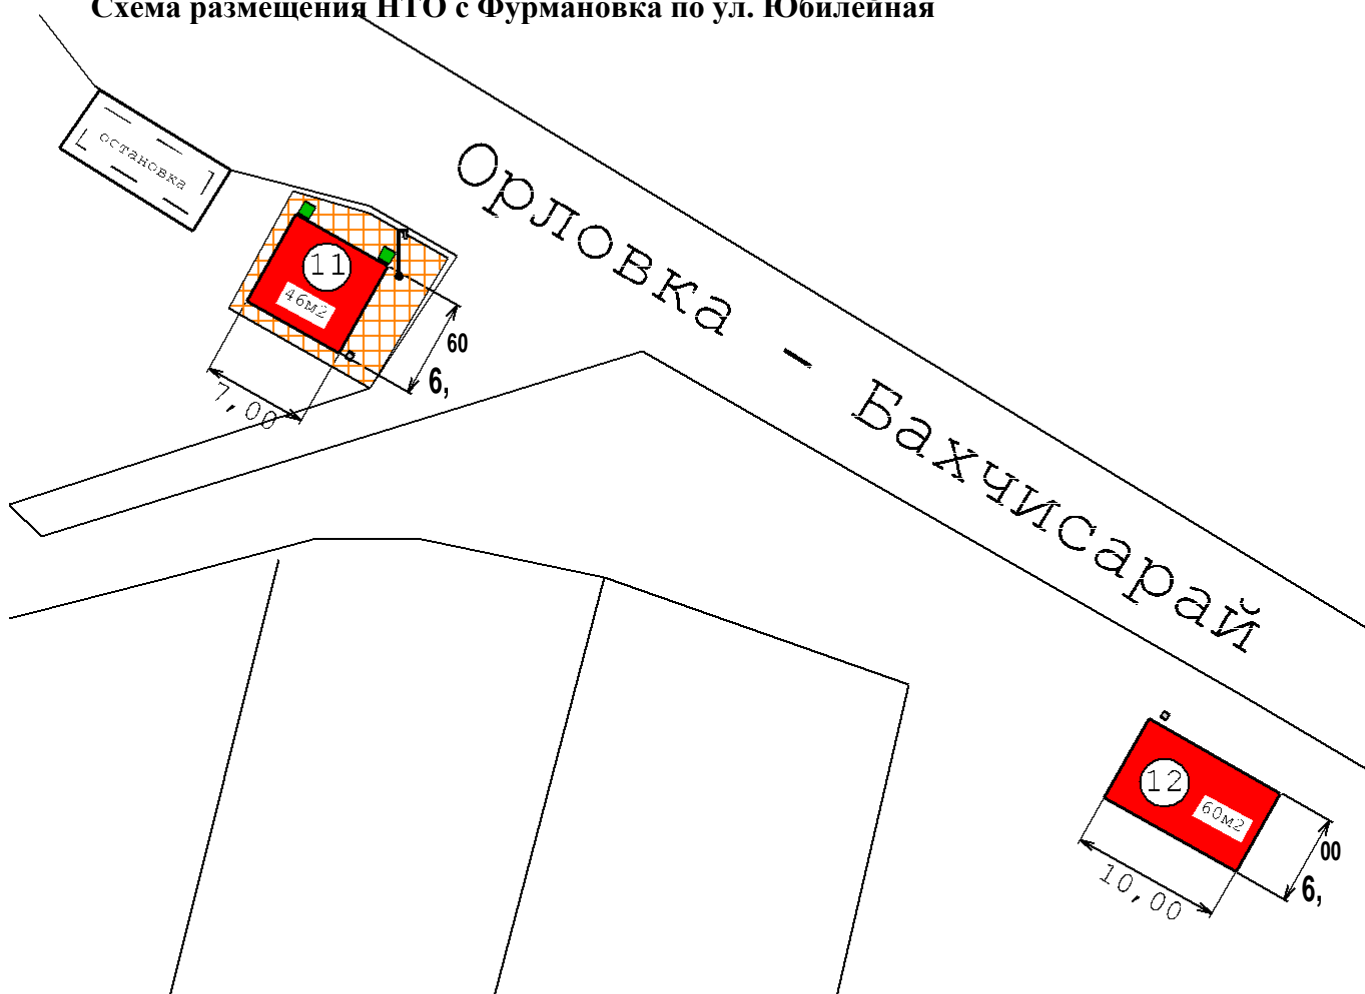 Схема размещения НТО с Фурмановка по ул. Юбилейная
остановка
Орловка – Бахчисарай
11
46м2
60
6,
7,00
12
60м2
00
6,
10,00